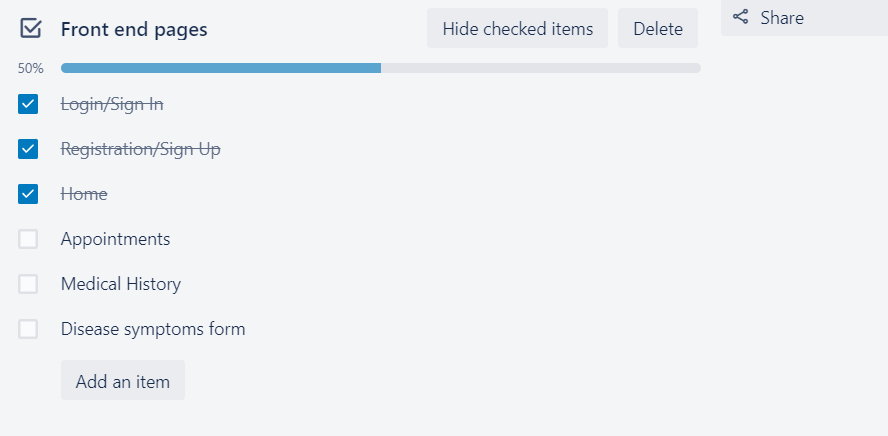 Front end pages
Hide checked items
Delete
Share
50%
Login/Sign In
Registration/Sign Up
Home
Appointments
Medical History
Disease symptoms form
Add an item